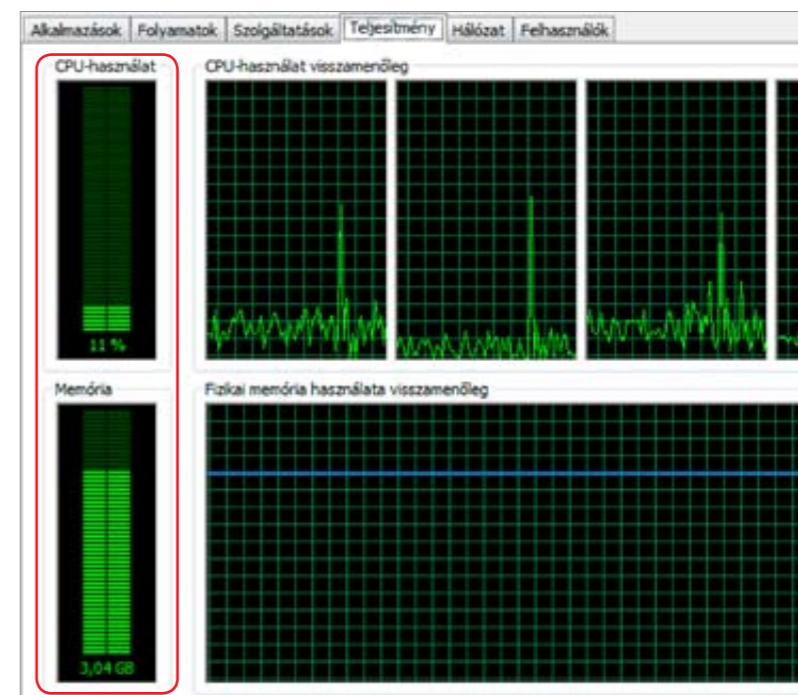 Alkalmazások Folyamatok Szolgáltatások Teljesítmény Hálózat Felhasználók
CPU-használat CPU-használat visszamenőleg
11 %
Memória Fizikai memória használata visszamenőleg
3,04 GB